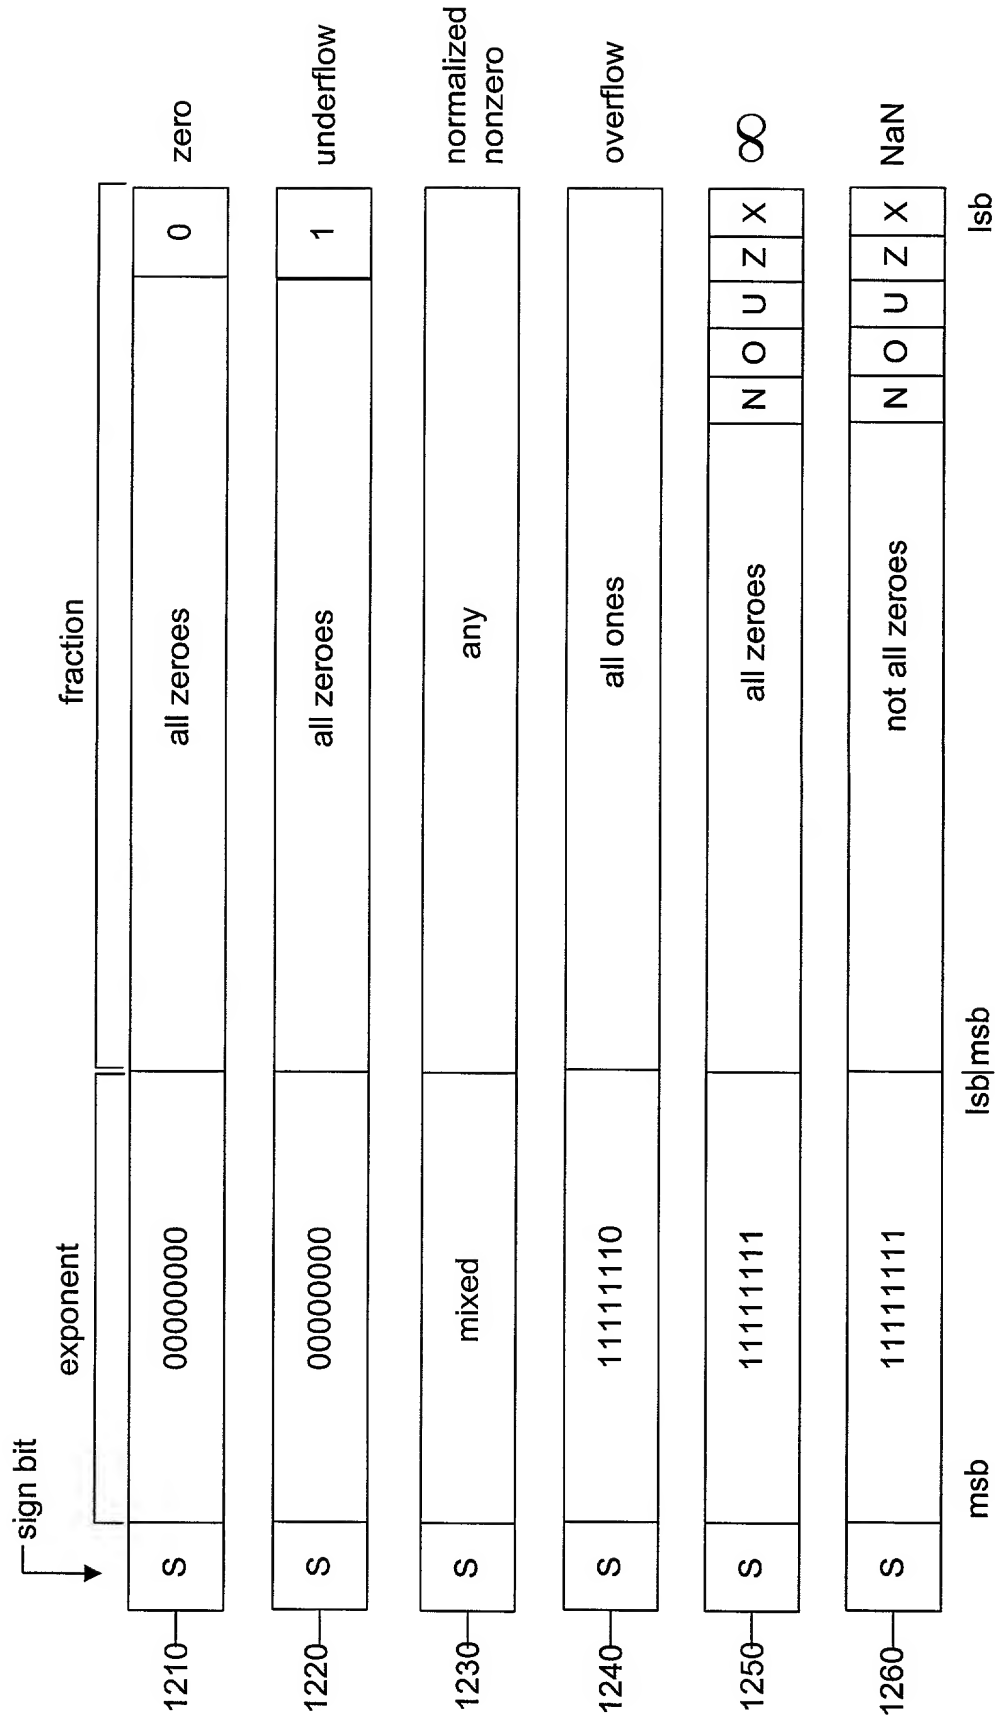 sign bit
exponent
fraction
1210 S 00000000 all zeroes 0 zero
1220 S 00000000 all zeroes 1 underflow
1230 S mixed any normalized
nonzero
1240 S 11111110 all ones overflow
1250 S 11111111 all zeroes N O U Z X ∞
1260 S 11111111 not all zeroes N O U Z X NaN
msb lsb|msb lsb